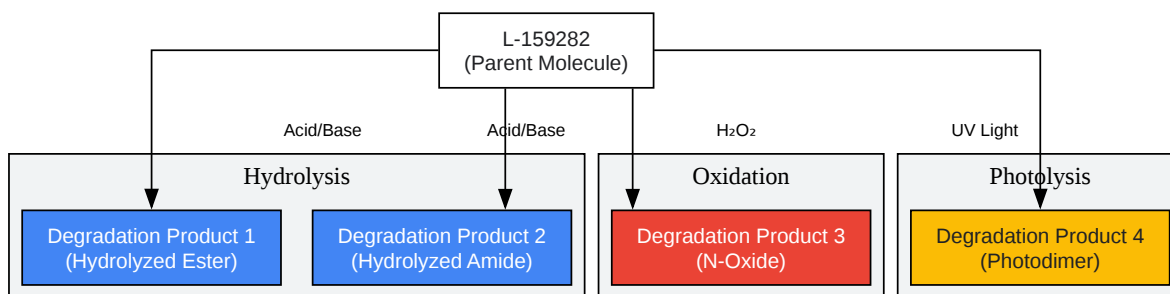 L-159282
(Parent Molecule)
Acid/Base
Acid/Base
H₂O₂
UV Light
Hydrolysis
Oxidation
Photolysis
Degradation Product 1
(Hydrolyzed Ester)
Degradation Product 2
(Hydrolyzed Amide)
Degradation Product 3
(N-Oxide)
Degradation Product 4
(Photodimer)